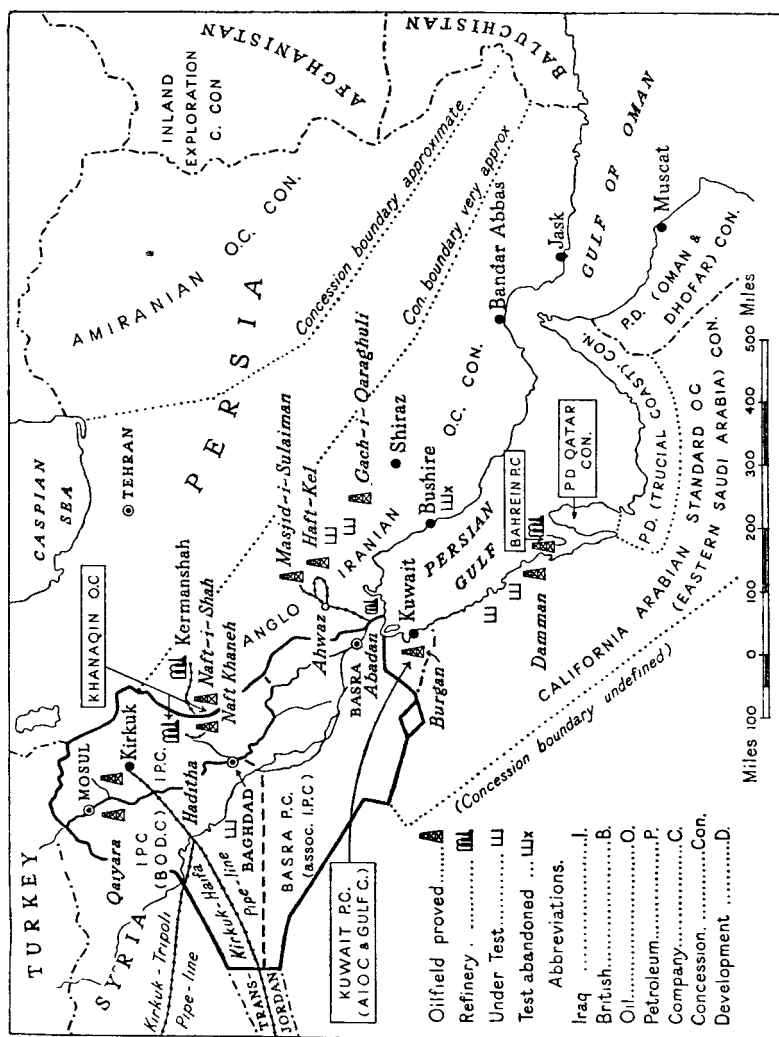 TURKEY
SYRIA
CASPIAN
SEA
TEHRAN
PERSIA
AMIRANIAN O.C. CON.
INLAND
EXPLORATION
C. CON
AFGHANISTAN
BALUCHISTAN
Concession boundary approximate
Con. boundary very approx
KHANAQIN O.C
Kermanshah
Naft-i-Shah
Naft Khaneh
MOSUL
Kirkuk
Qaiyara
I.P.C.
I P.C
(B O D. C)
Haditha
BAGHDAD
Kirkuk-Tripoli
Pipe-line
Kirkuk-Haifa
Pipe-line
TRANS
JORDAN
BASRA P.C.
(assoc. I.P.C)
ANGLO IRANIAN O.C. CON.
Masjid-i-Sulaiman
Haft-Kel
Gach-i-Qaraghuli
Ahwaz
BASRA
Abadan
Shiraz
Bushire
Bandar Abbas
Jask
Muscat
GULF OF OMAN
PERSIAN
GULF
Kuwait
Burgan
KUWAIT P.C.
(AIOC & GULF C.)
BAHREIN P.C
PD QATAR
CON.
Damman
P.D. (TRUCIAL COAST) CON.
P.D. (OMAN &
DHOFAR) CON.
CALIFORNIA ARABIAN STANDARD O C
(EASTERN SAUDI ARABIA) CON.
(Concession boundary undefined)
Oilfield proved
Refinery
Under Test
Test abandoned x
x
Abbreviations.
Iraq I.
British B.
Oil O.
Petroleum P.
Company C.
Concession Con.
Development D.
Miles 100 0 100 200 300 400 500 Miles